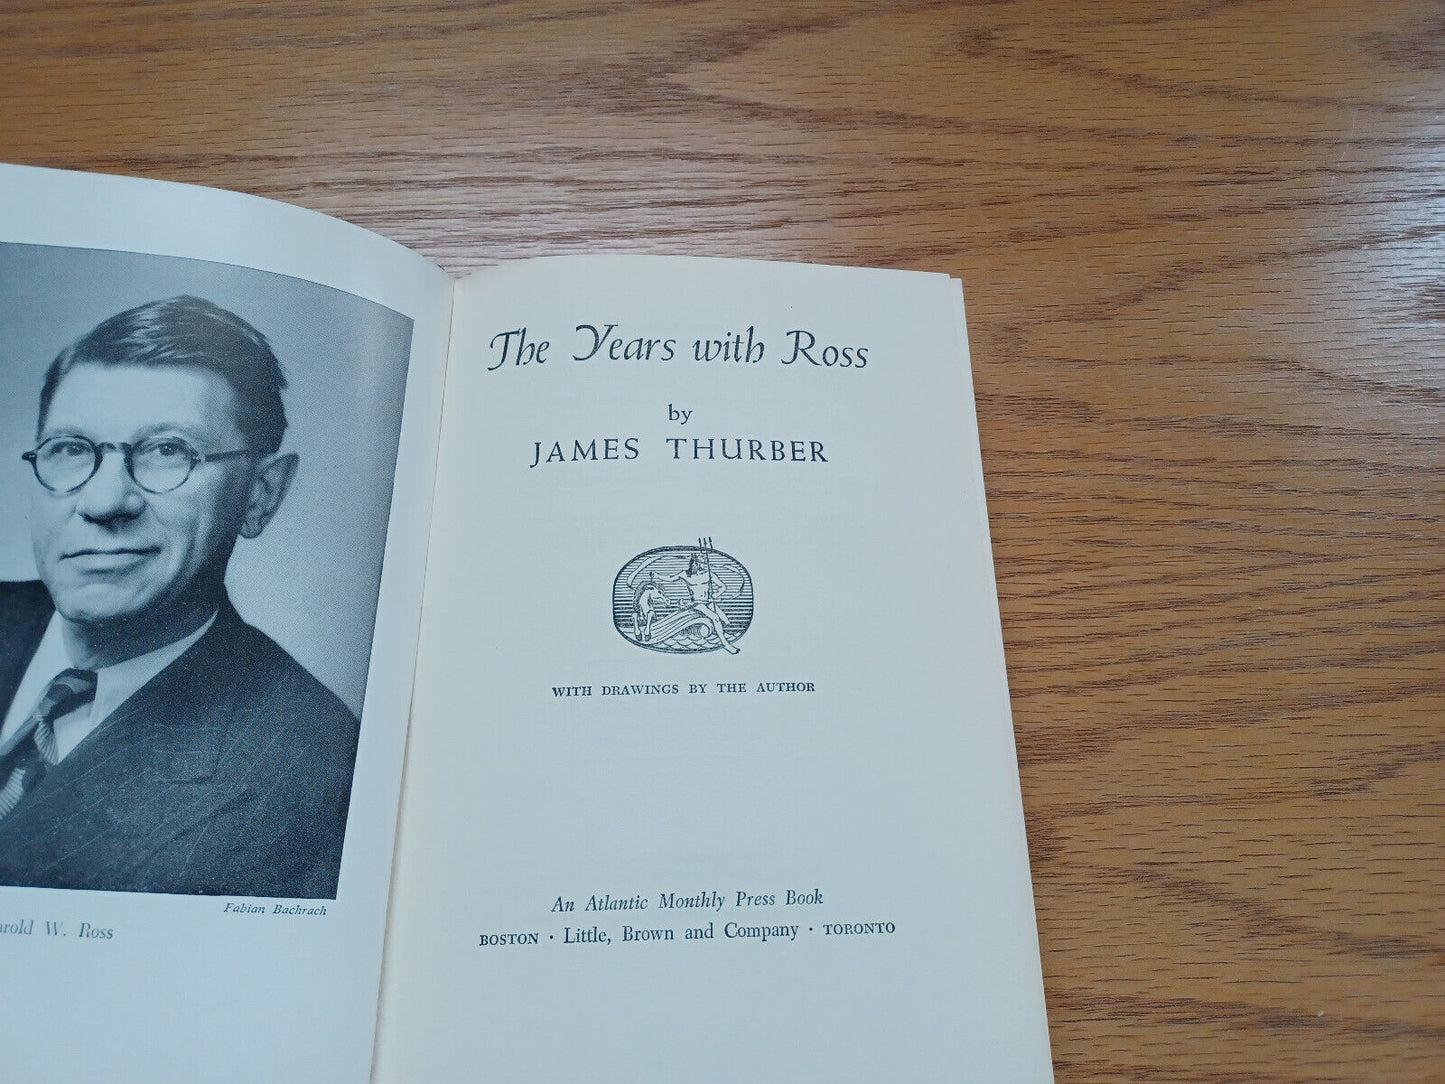 Fabian Bachrach
arold W. Ross
The Years with Ross
by
JAMES THURBER
WITH DRAWINGS BY THE AUTHOR
An Atlantic Monthly Press Book
BOSTON · Little, Brown and Company · TORONTO